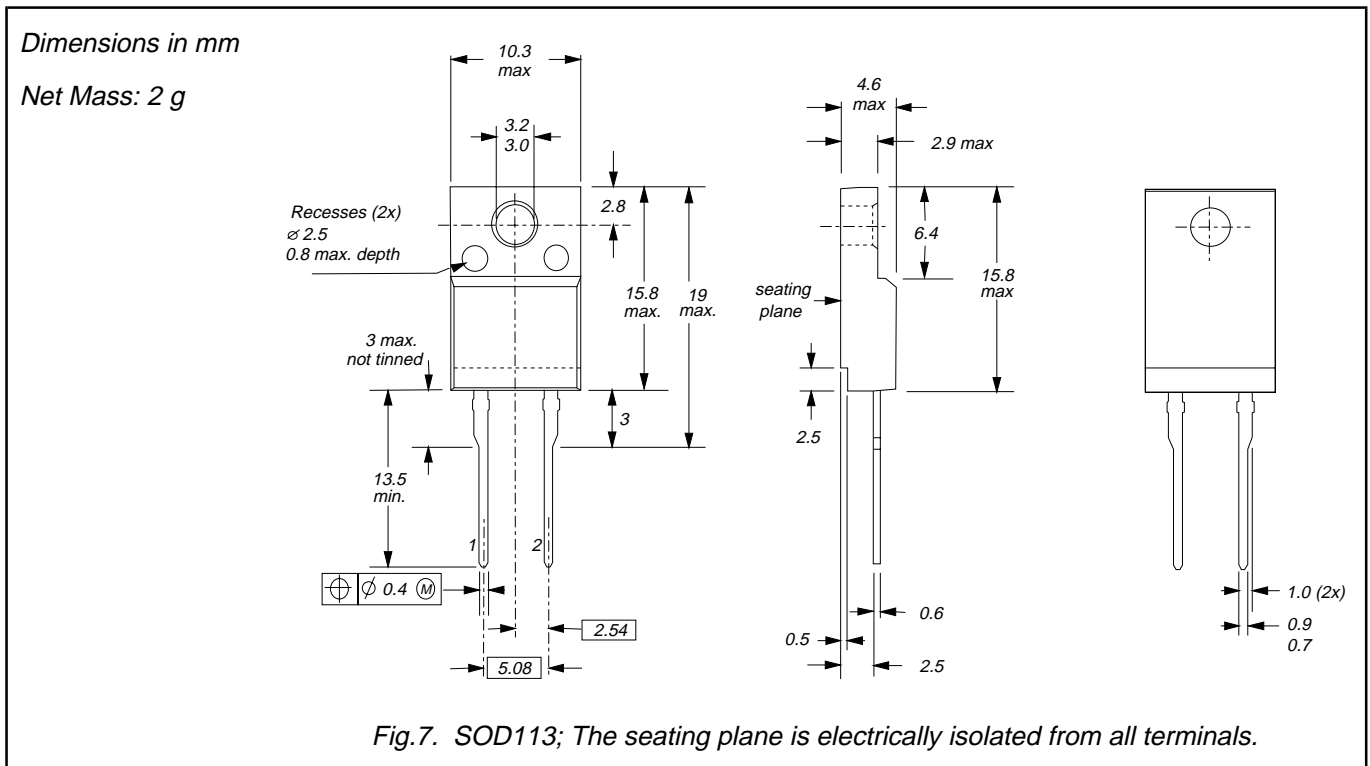 Dimensions in mm
Net Mass: 2 g
10.3
max
3.2
3.0
2.8
Recesses (2x)
⌀ 2.5
0.8 max. depth
15.8
max.
19
max.
3 max.
not tinned
3
13.5
min.
1
2
⌀ 0.4 Ⓜ
2.54
5.08
4.6
max
2.9 max
6.4
15.8
max
seating
plane
2.5
0.6
0.5
2.5
1.0 (2x)
0.9
0.7
Fig.7. SOD113; The seating plane is electrically isolated from all terminals.